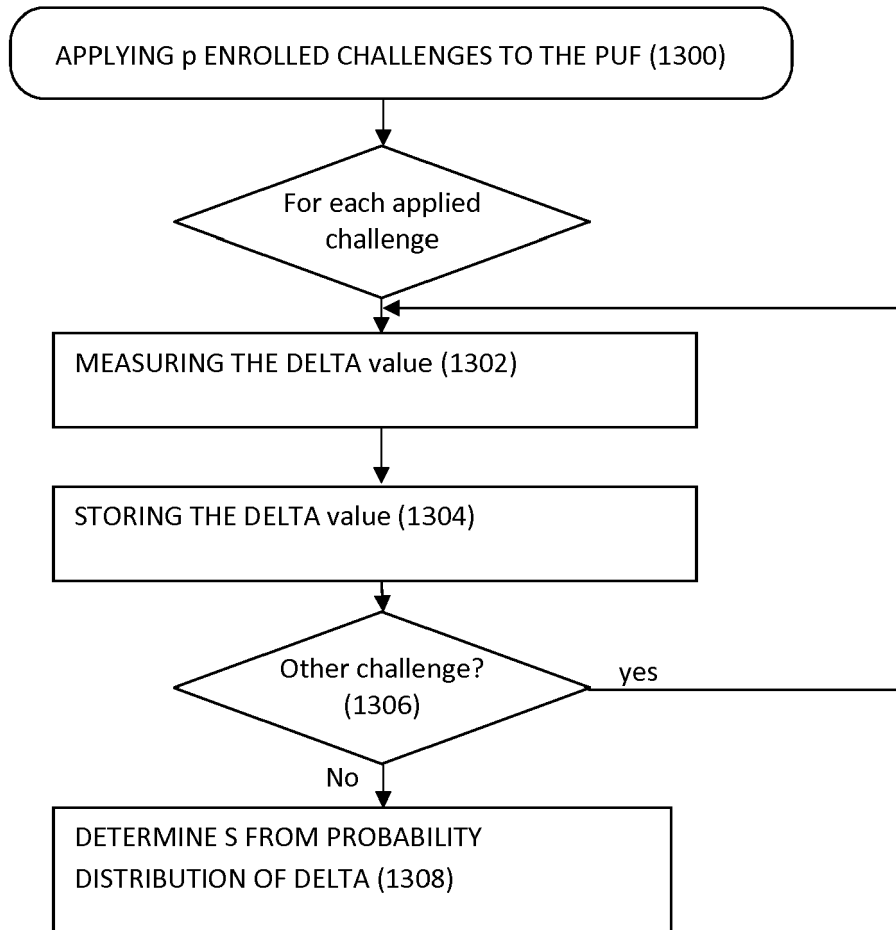 APPLYING p ENROLLED CHALLENGES TO THE PUF (1300)
For each applied
challenge
MEASURING THE DELTA value (1302)
STORING THE DELTA value (1304)
Other challenge?
(1306)
yes
No
DETERMINE S FROM PROBABILITY
DISTRIBUTION OF DELTA (1308)